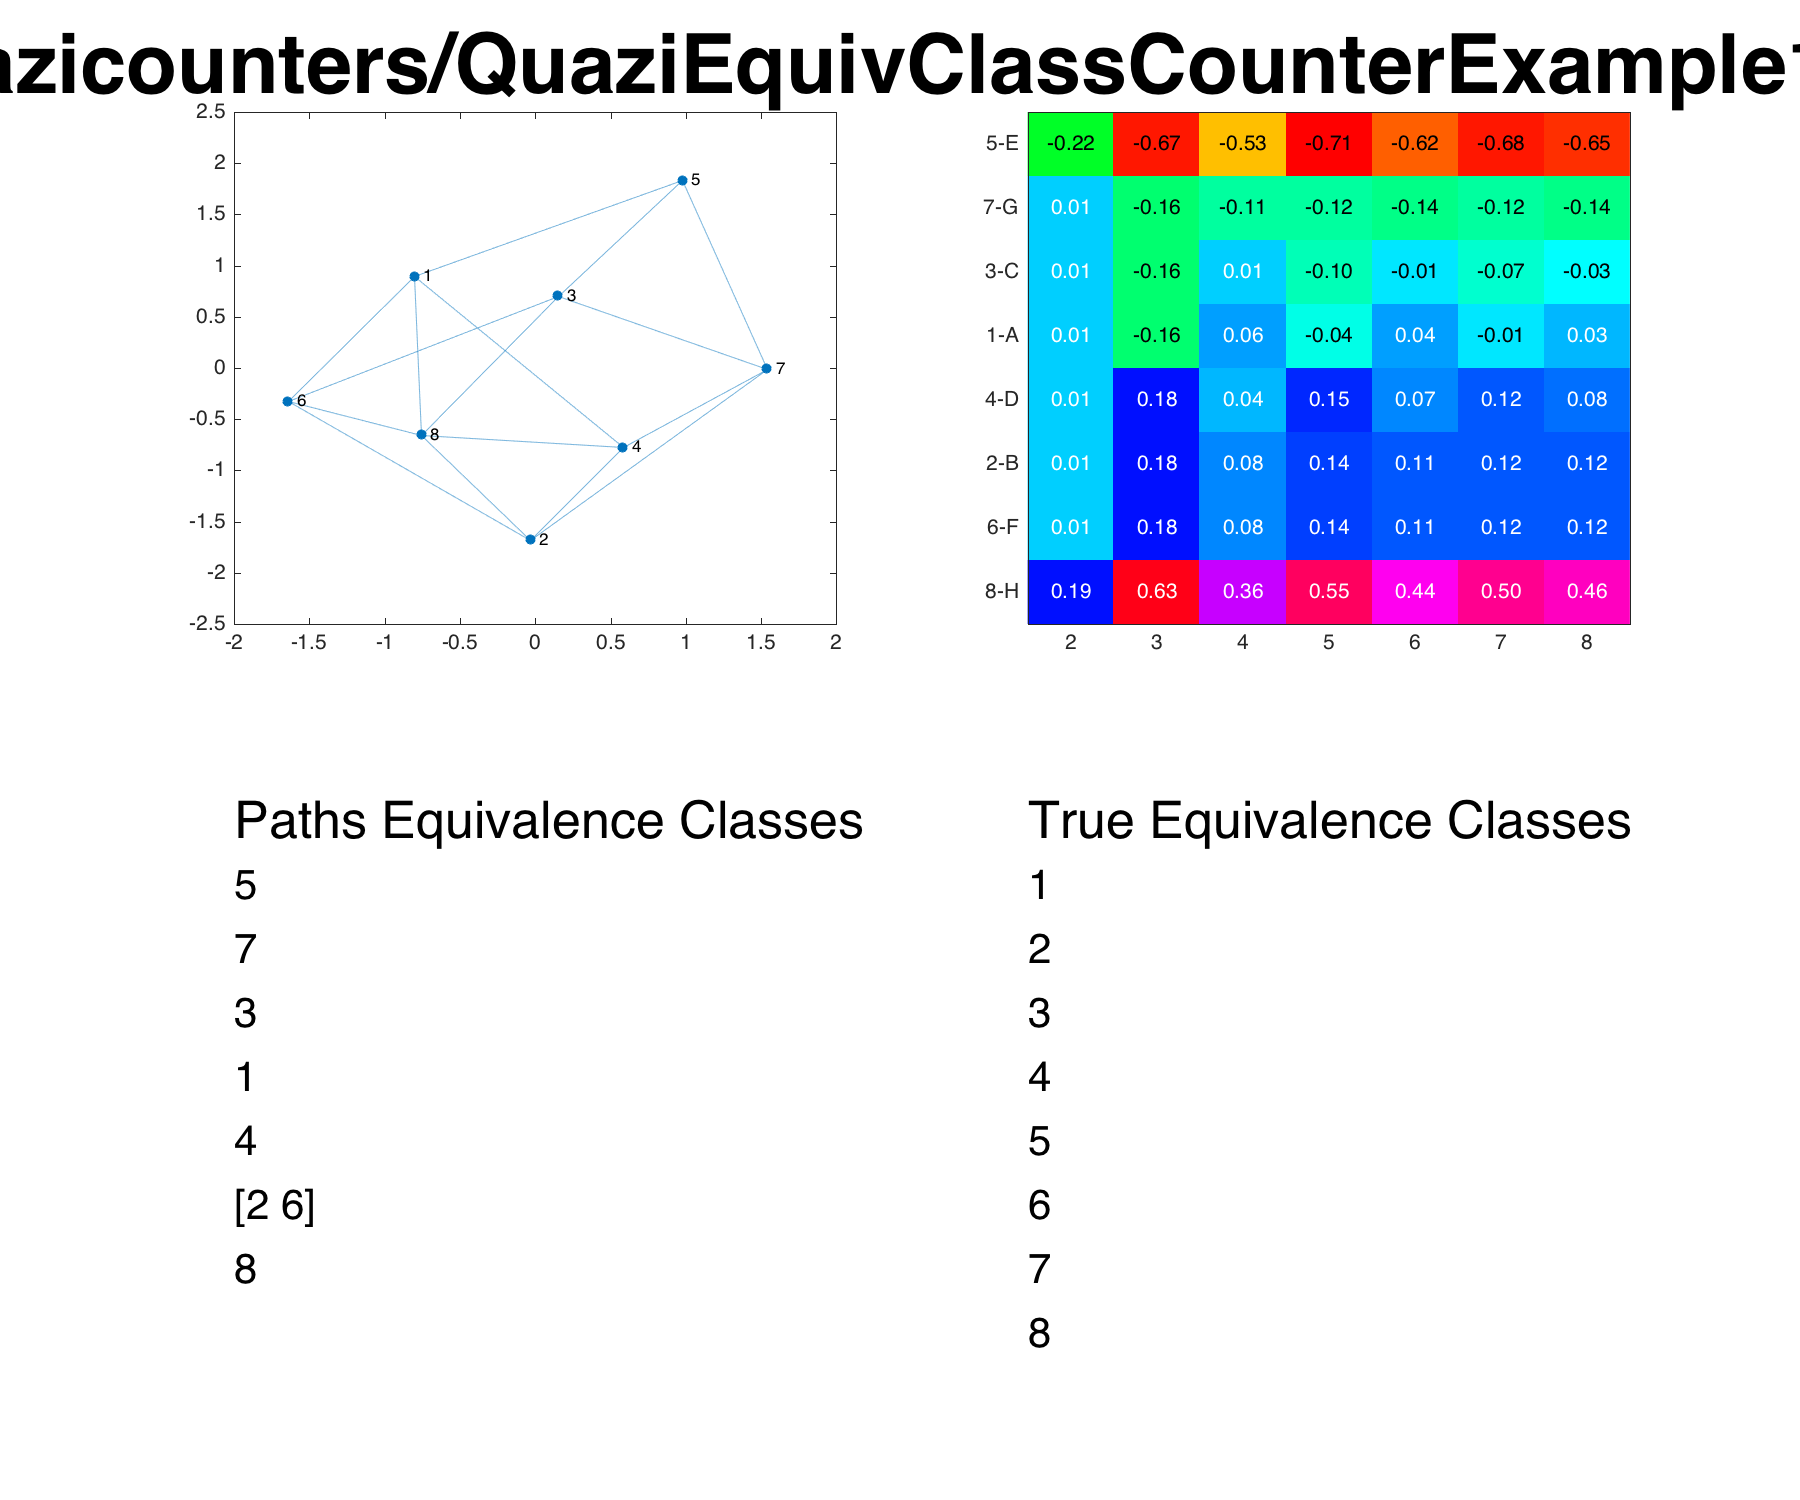 azicounters/QuaziEquivClassCounterExample
2.5
2
1.5
1
0.5
0
-0.5
-1
-1.5
-2
-2.5
-2 -1.5 -1 -0.5 0 0.5 1 1.5 2
5
1
3
7
6
8
4
2
5-E -0.22 -0.67 -0.53 -0.71 -0.62 -0.68 -0.65
7-G 0.01 -0.16 -0.11 -0.12 -0.14 -0.12 -0.14
3-C 0.01 -0.16 0.01 -0.10 -0.01 -0.07 -0.03
1-A 0.01 -0.16 0.06 -0.04 0.04 -0.01 0.03
4-D 0.01 0.18 0.04 0.15 0.07 0.12 0.08
2-B 0.01 0.18 0.08 0.14 0.11 0.12 0.12
6-F 0.01 0.18 0.08 0.14 0.11 0.12 0.12
8-H 0.19 0.63 0.36 0.55 0.44 0.50 0.46
2 3 4 5 6 7 8
Paths Equivalence Classes
5
7
3
1
4
[2 6]
8
True Equivalence Classes
1
2
3
4
5
6
7
8